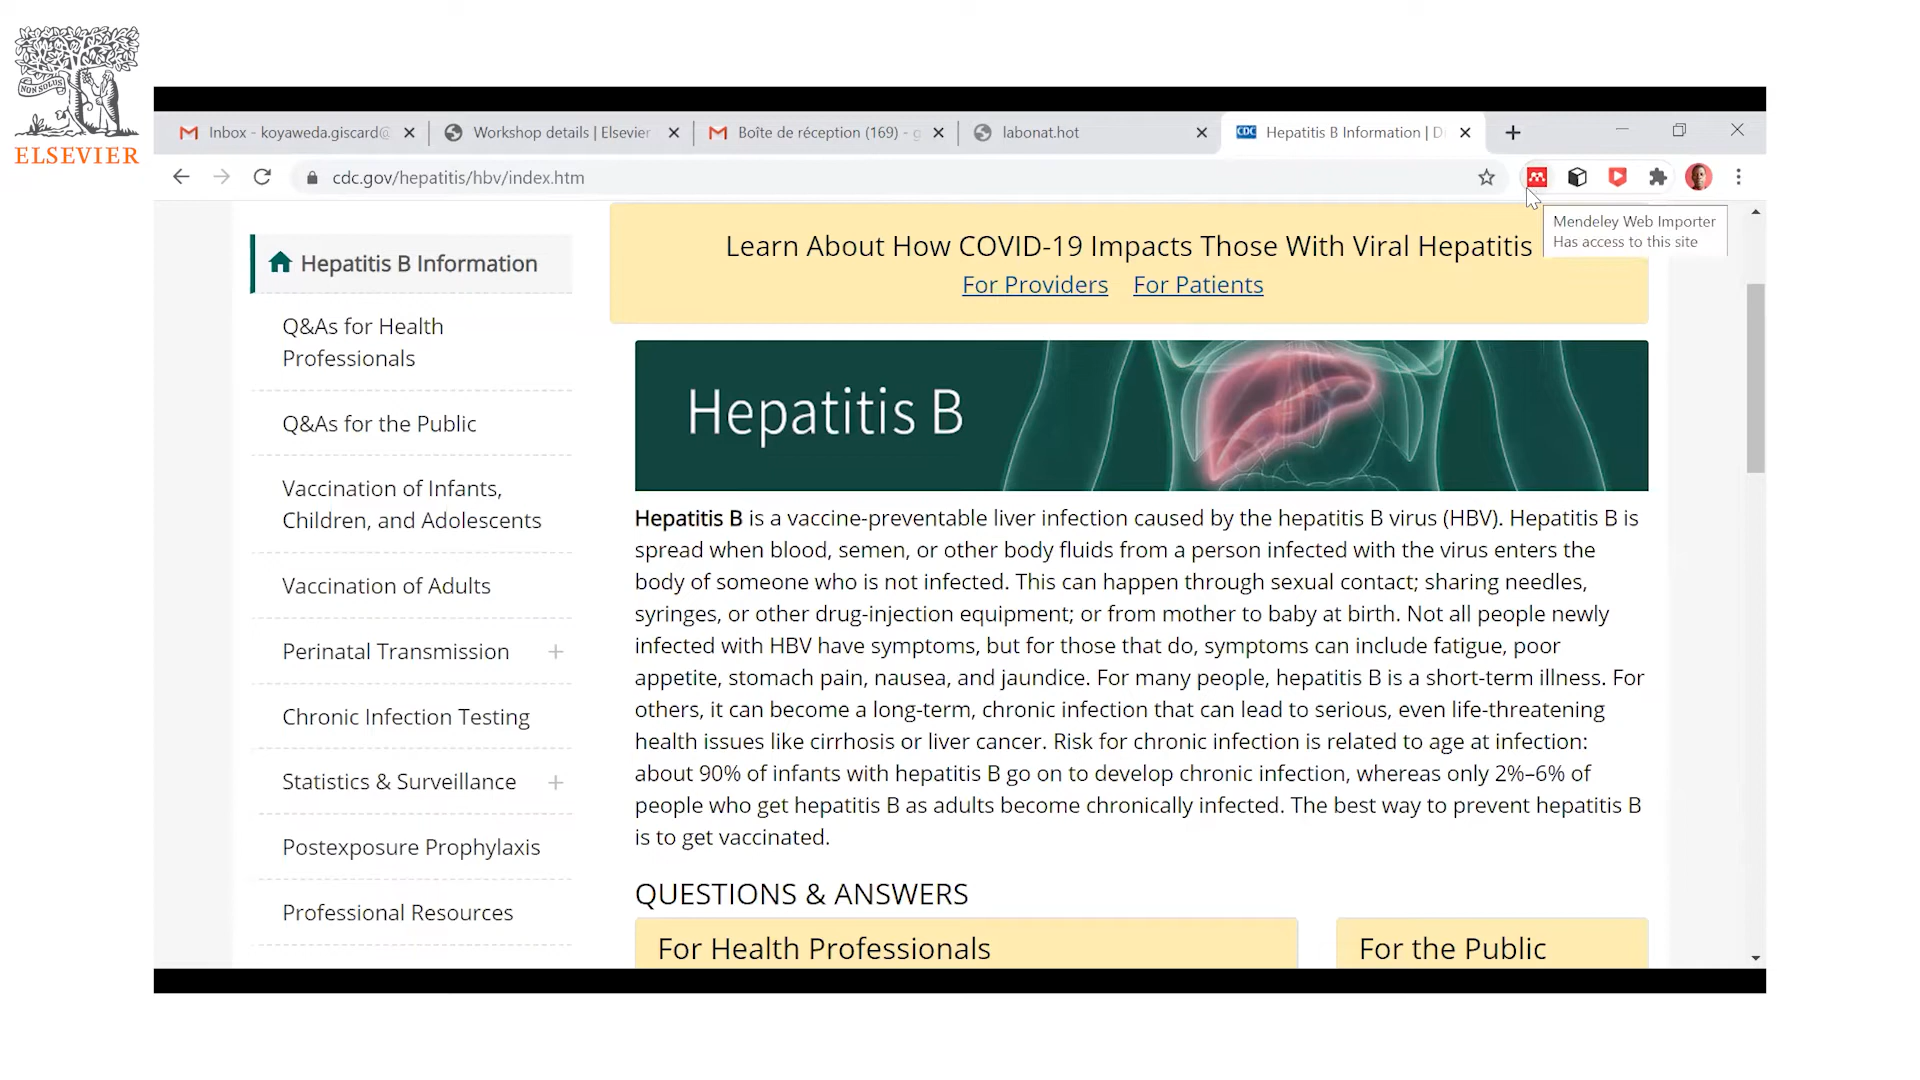 NON SOLUS
ELSEVIER
Inbox - koyaweda.giscard@
Workshop details | Elsevier
Boîte de réception (169) - g
labonat.hot
CDC Hepatitis B Information | D
cdc.gov/hepatitis/hbv/index.htm
Mendeley Web Importer
Has access to this site
Hepatitis B Information
Q&As for Health
Professionals
Q&As for the Public
Vaccination of Infants,
Children, and Adolescents
Vaccination of Adults
Perinatal Transmission
Chronic Infection Testing
Statistics & Surveillance
Postexposure Prophylaxis
Professional Resources
Learn About How COVID-19 Impacts Those With Viral Hepatitis
For Providers For Patients
Hepatitis B
Hepatitis B is a vaccine-preventable liver infection caused by the hepatitis B virus (HBV). Hepatitis B is
spread when blood, semen, or other body fluids from a person infected with the virus enters the
body of someone who is not infected. This can happen through sexual contact; sharing needles,
syringes, or other drug-injection equipment; or from mother to baby at birth. Not all people newly
infected with HBV have symptoms, but for those that do, symptoms can include fatigue, poor
appetite, stomach pain, nausea, and jaundice. For many people, hepatitis B is a short-term illness. For
others, it can become a long-term, chronic infection that can lead to serious, even life-threatening
health issues like cirrhosis or liver cancer. Risk for chronic infection is related to age at infection:
about 90% of infants with hepatitis B go on to develop chronic infection, whereas only 2%–6% of
people who get hepatitis B as adults become chronically infected. The best way to prevent hepatitis B
is to get vaccinated.
QUESTIONS & ANSWERS
For Health Professionals
For the Public